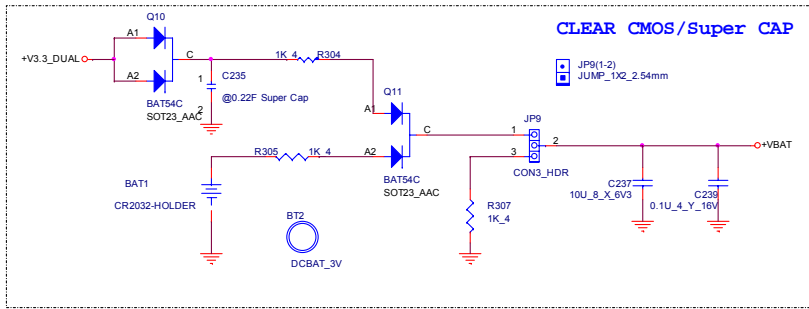 CLEAR CMOS/Super CAP
Q10
A1
+V3.3_DUAL
C
A2
BAT54C
SOT23_AAC
1
C235
@0.22F Super Cap
2
1K_4
R304
JP9(1-2)
JUMP_1X2_2.54mm
Q11
A1
C
A2
BAT54C
SOT23_AAC
JP9
1
2
3
CON3_HDR
+VBAT
R305
1K_4
BAT1
CR2032-HOLDER
BT2
DCBAT_3V
R307
1K_4
C237
10U_8_X_6V3
C239
0.1U_4_Y_16V